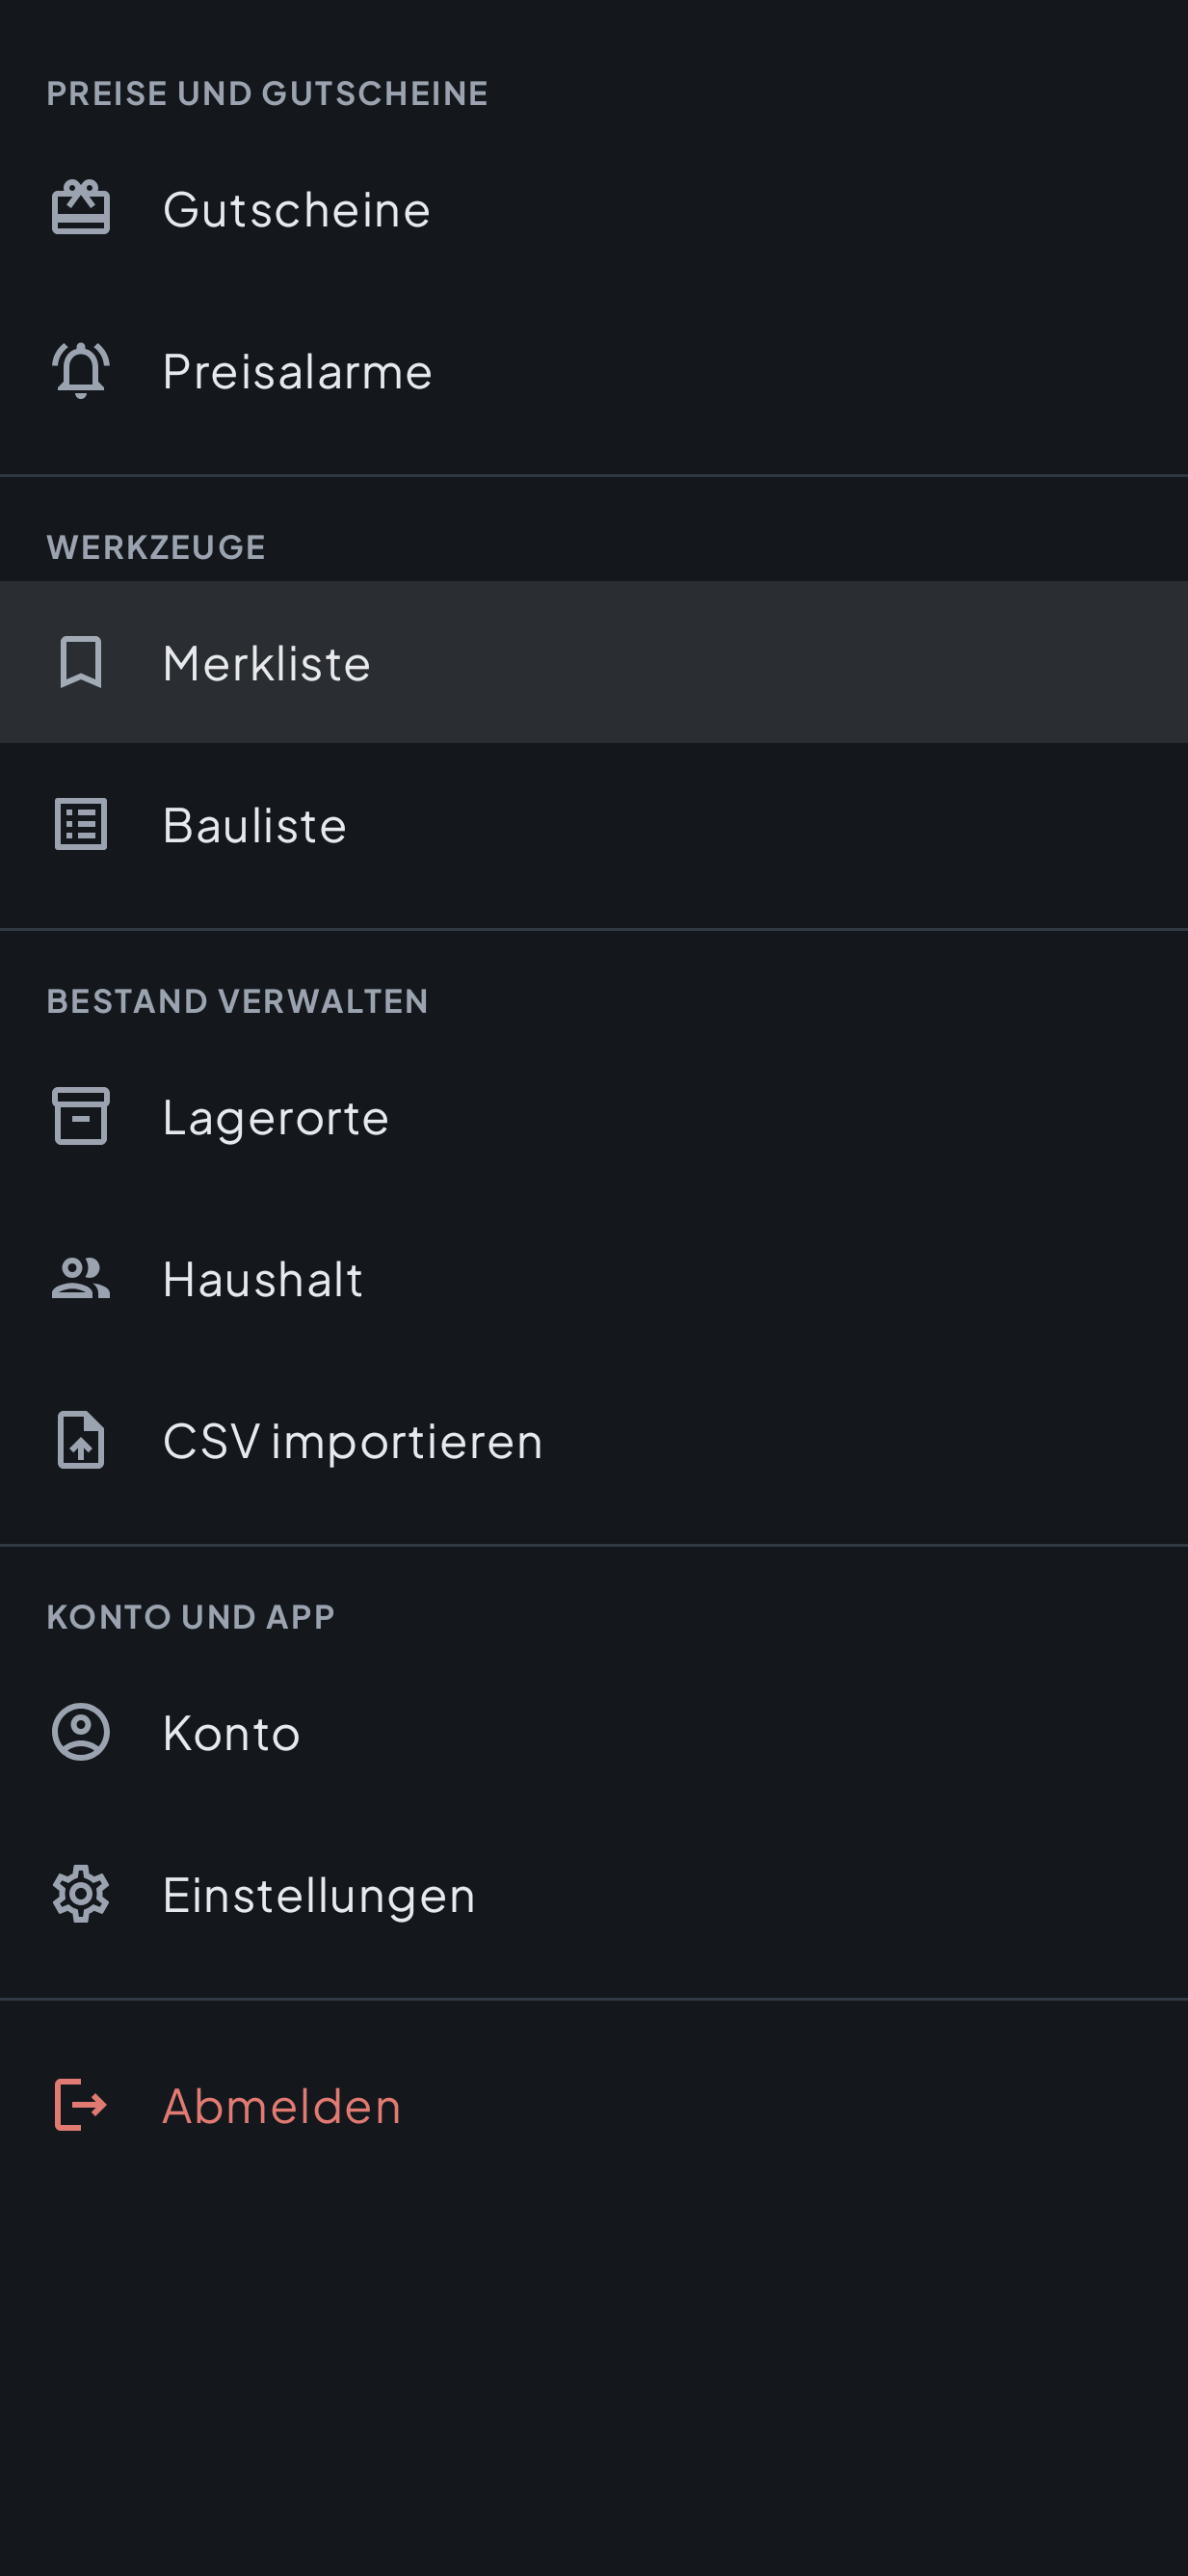 PREISE UND GUTSCHEINE
Gutscheine
Preisalarme
WERKZEUGE
Merkliste
Bauliste
BESTAND VERWALTEN
Lagerorte
Haushalt
CSV importieren
KONTO UND APP
Konto
Einstellungen
Abmelden